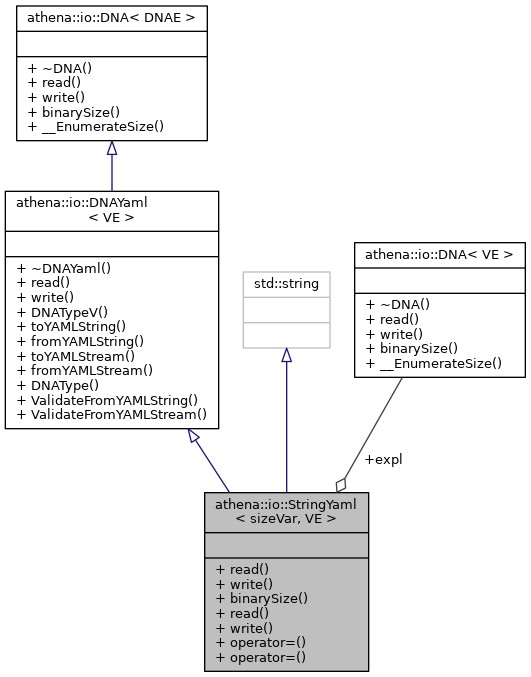 athena::io::DNA< DNAE >
+ ~DNA()
+ read()
+ write()
+ binarySize()
+ __EnumerateSize()
athena::io::DNAYaml
< VE >
+ ~DNAYaml()
+ read()
+ write()
+ DNATypeV()
+ toYAMLString()
+ fromYAMLString()
+ toYAMLStream()
+ fromYAMLStream()
+ DNAType()
+ ValidateFromYAMLString()
+ ValidateFromYAMLStream()
std::string
athena::io::DNA< VE >
+ ~DNA()
+ read()
+ write()
+ binarySize()
+ __EnumerateSize()
+expl
athena::io::StringYaml
< sizeVar, VE >
+ read()
+ write()
+ binarySize()
+ read()
+ write()
+ operator=()
+ operator=()